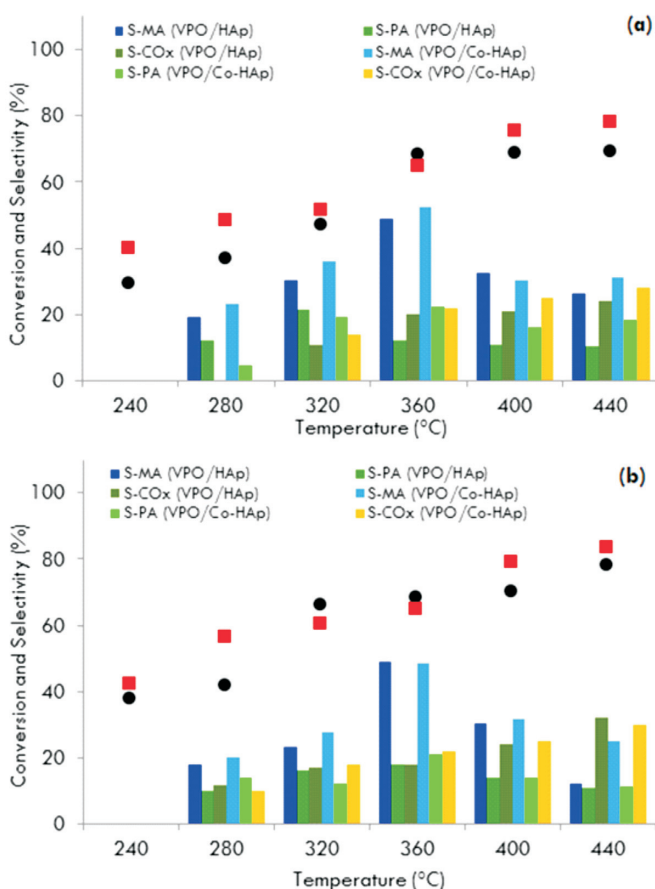 (a)
S-MA (VPO/HAp) S-PA (VPO/HAp)
S-COx (VPO/HAp) S-MA (VPO/Co-HAp)
S-PA (VPO/Co-HAp) S-COx (VPO/Co-HAp)
Conversion and Selectivity (%)
100
80
60
40
20
0
240 280 320 360 400 440
Temperature (°C)
(b)
S-MA (VPO/HAp) S-PA (VPO/HAp)
S-COx (VPO/HAp) S-MA (VPO/Co-HAp)
S-PA (VPO/Co-HAp) S-COx (VPO/Co-HAp)
Conversion and Selectivity (%)
100
80
60
40
20
0
240 280 320 360 400 440
Temperature (°C)